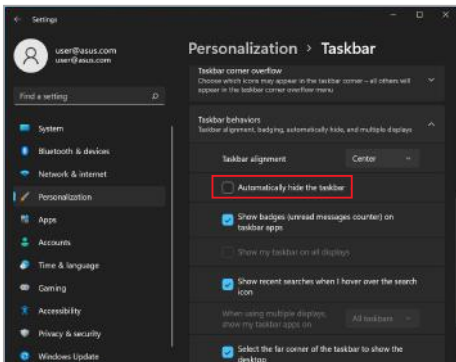 Settings
user@asus.com
user@asus.com
Find a setting
System
Bluetooth & devices
Network & internet
Personalization
Apps
Accounts
Time & language
Gaming
Accessibility
Privacy & security
Windows Update
Personalization > Taskbar
Taskbar corner overflow
Choose which icons may appear in the taskbar corner – all others will
appear in the taskbar corner overflow menu
Taskbar behaviors
Taskbar alignment, badging, automatically hide, and multiple displays
Taskbar alignment
Center
Automatically hide the taskbar
Show badges (unread messages counter) on
taskbar apps
Show my taskbar on all displays
Show recent searches when I hover over the search
icon
When using multiple displays,
show my taskbar apps on
All taskbars
Select the far corner of the taskbar to show the
desktop